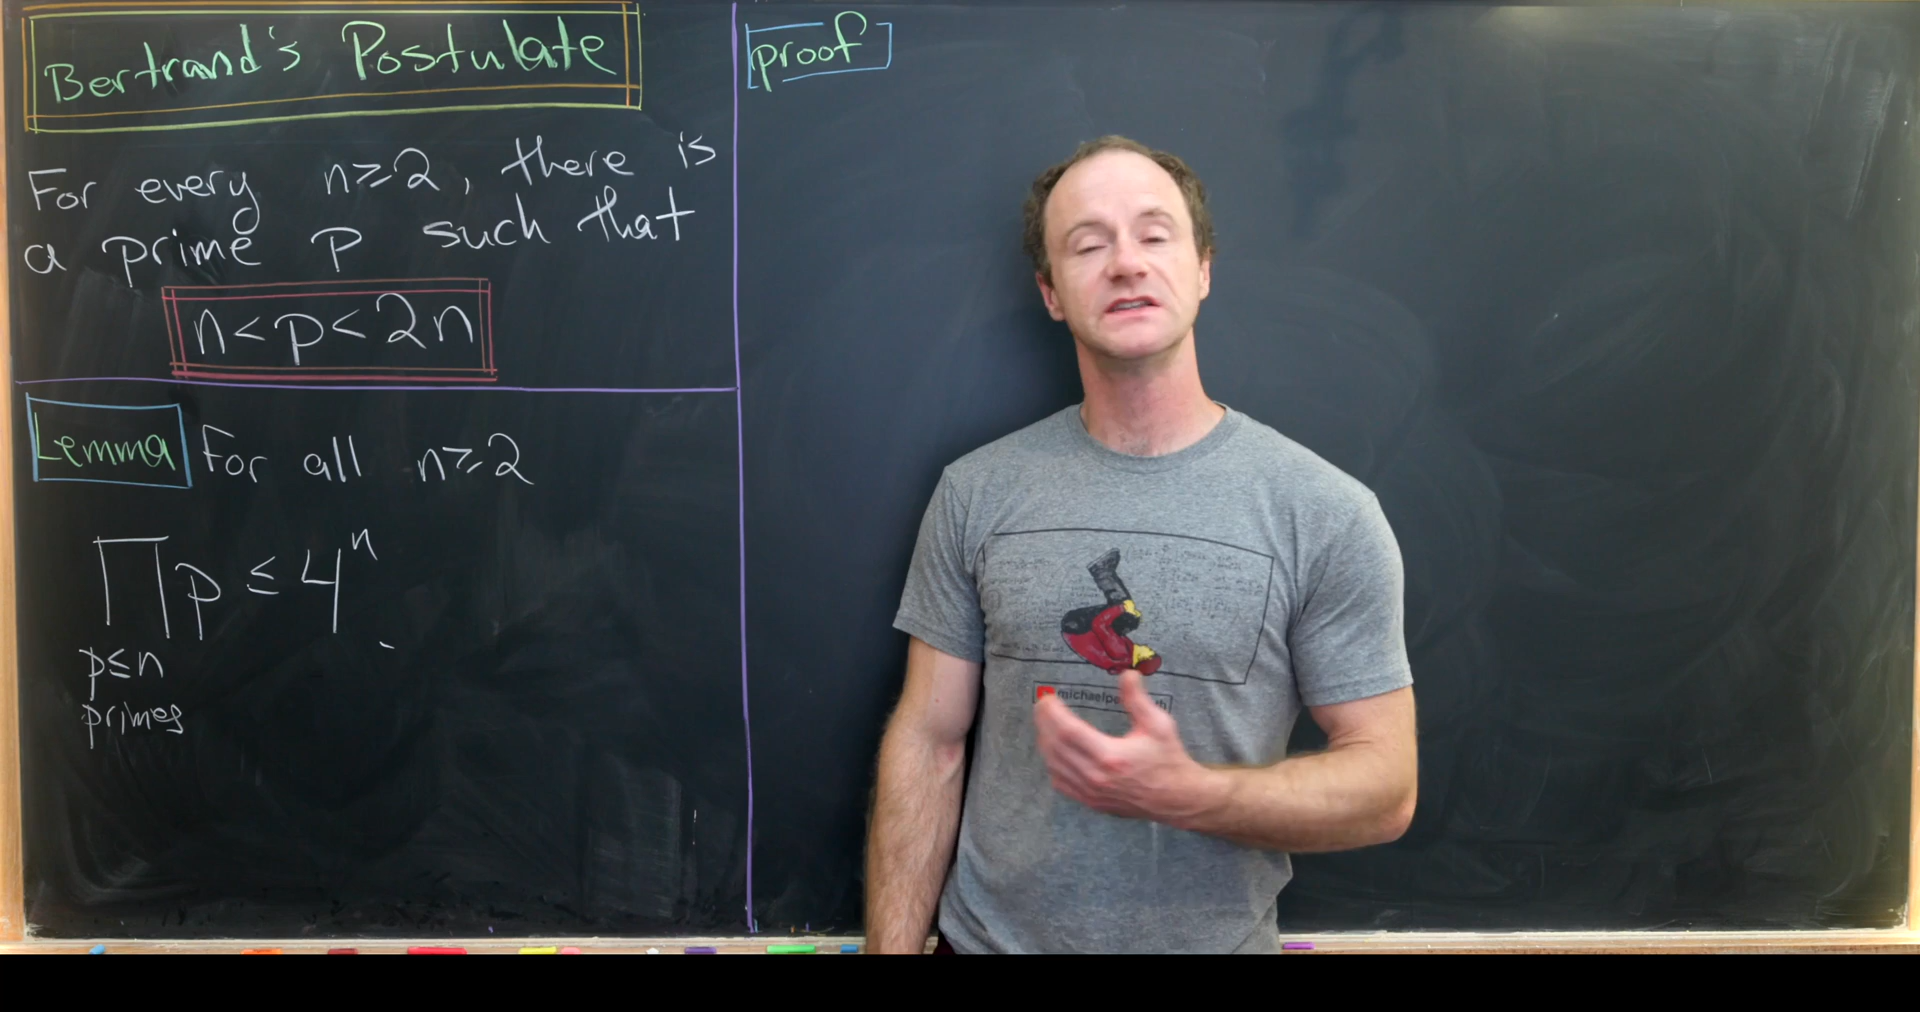 Bertrand's Postulate
For every n≥2, there is
a prime p such that
n<p<2n
Lemma For all n≥2
∏p ≤ 4ⁿ
p≤n
primes
proof